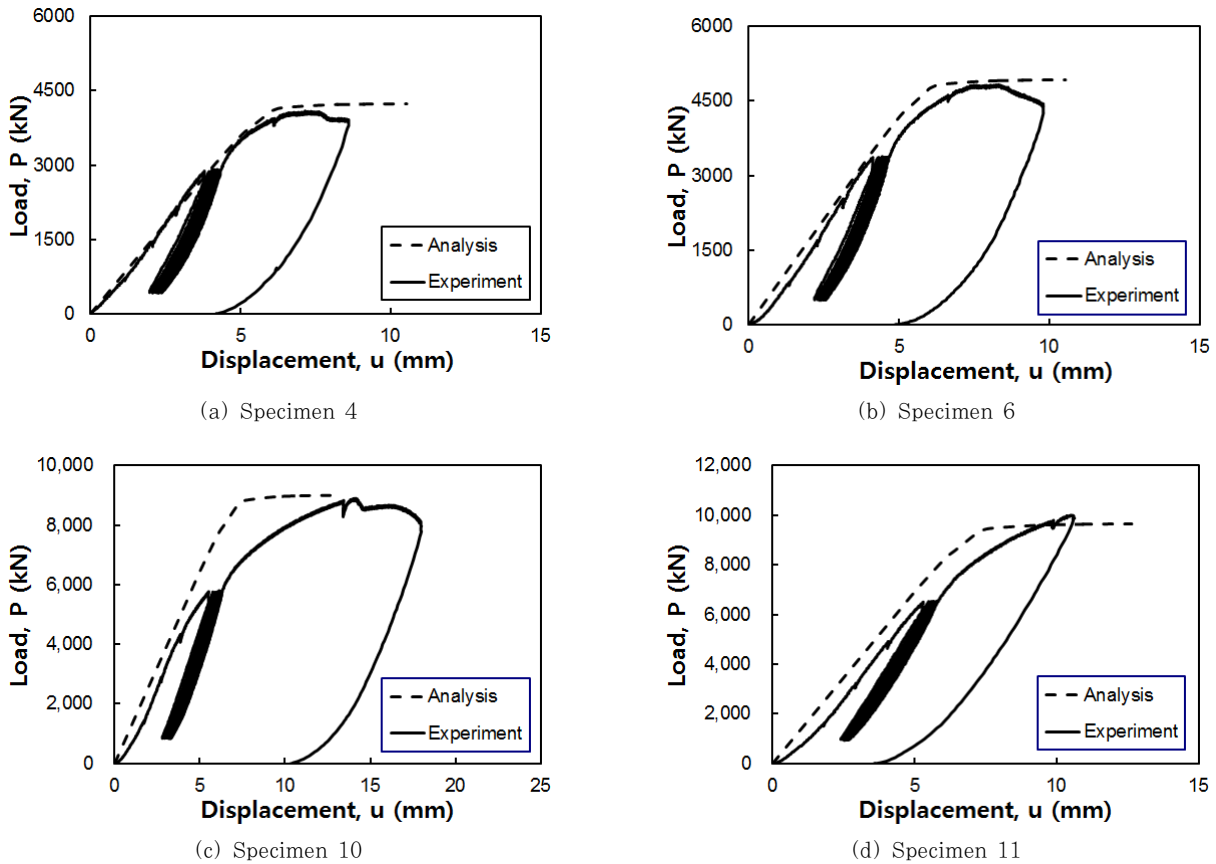 6000
4500
3000
1500
0
Load, P (kN)
Analysis
Experiment
0 5 10 15
Displacement, u (mm)
(a) Specimen 4
6000
4500
3000
1500
0
Load, P (kN)
Analysis
Experiment
0 5 10 15
Displacement, u (mm)
(b) Specimen 6
10,000
8,000
6,000
4,000
2,000
0
Load, P (kN)
Analysis
Experiment
0 5 10 15 20 25
Displacement, u (mm)
(c) Specimen 10
12,000
10,000
8,000
6,000
4,000
2,000
0
Load, P (kN)
Analysis
Experiment
0 5 10 15
Displacement, u (mm)
(d) Specimen 11